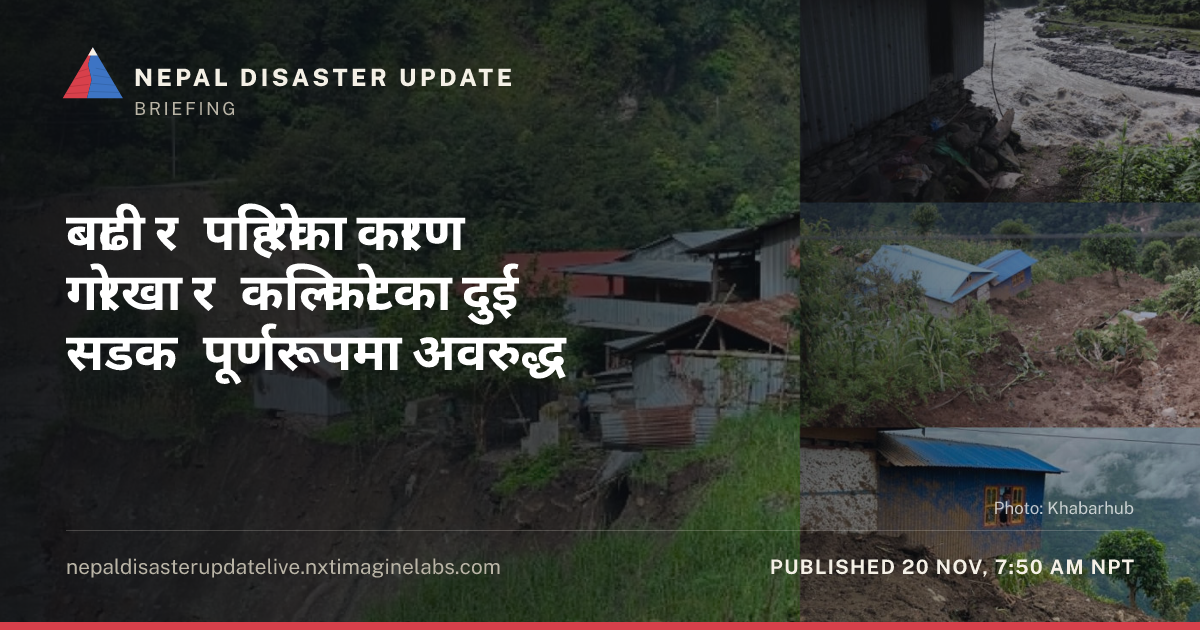 NEPAL DISASTER UPDATE
BRIEFING
बाढी र पहिरोका कारण
गोरखा र कालिकोटका दुई
सडक पूर्णरूपमा अवरुद्ध
Photo: Khabarhub
nepaldisasterupdatelive.nxtimaginelabs.com
PUBLISHED 20 NOV, 7:50 AM NPT